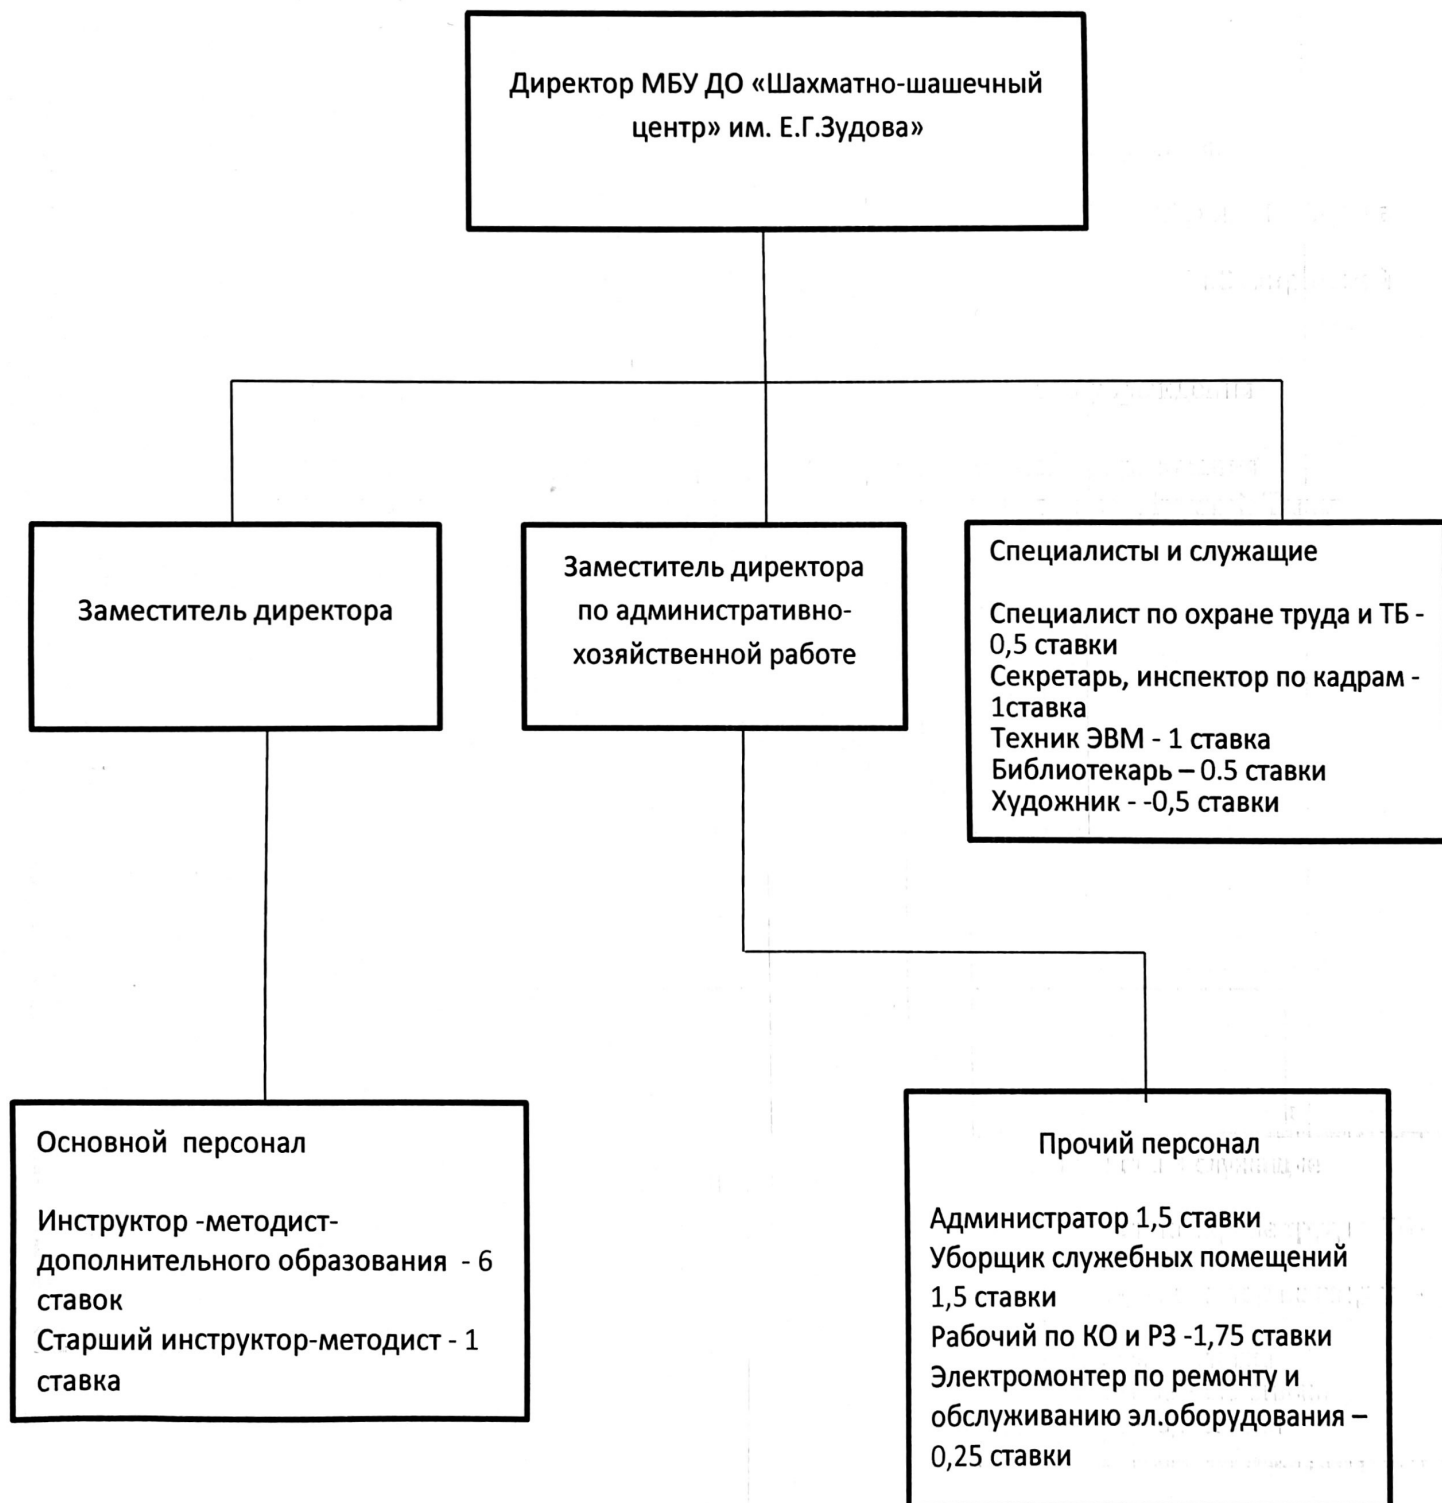 Директор МБУ ДО «Шахматно-шашечный
центр» им. Е.Г.Зудова»
Заместитель директора
Заместитель директора
по административно-
хозяйственной работе
Специалисты и служащие
Специалист по охране труда и ТБ -
0,5 ставки
Секретарь, инспектор по кадрам -
1ставка
Техник ЭВМ - 1 ставка
Библиотекарь – 0.5 ставки
Художник - -0,5 ставки
Основной персонал
Инструктор -методист-
дополнительного образования - 6
ставок
Старший инструктор-методист - 1
ставка
Прочий персонал
Администратор 1,5 ставки
Уборщик служебных помещений
1,5 ставки
Рабочий по КО и РЗ -1,75 ставки
Электромонтер по ремонту и
обслуживанию эл.оборудования –
0,25 ставки